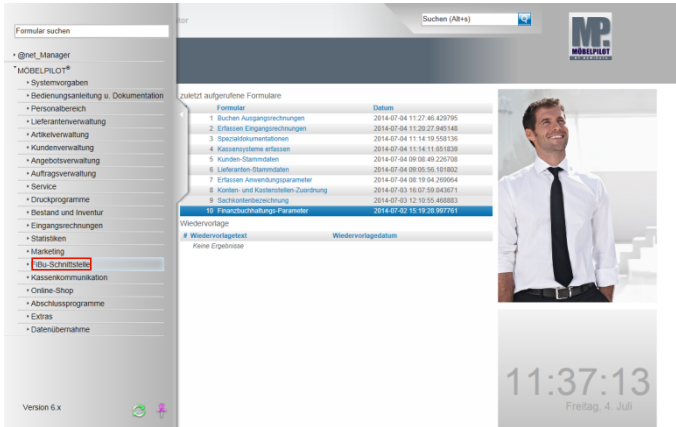 Formular suchen
tor
Suchen (Alt+s)
MP.
MÖBELPILOT
@net_Manager
MÖBELPILOT®
Systemvorgaben
Bedienungsanleitung u. Dokumentation
Personalbereich
Lieferantenverwaltung
Artikelverwaltung
Kundenverwaltung
Angebotsverwaltung
Auftragsverwaltung
Service
Druckprogramme
Bestand und Inventur
Eingangsrechnungen
Statistiken
Marketing
FiBu-Schnittstelle
Kassenkommunikation
Online-Shop
Abschlussprogramme
Extras
Datenübernahme
Version 6.x
zuletzt aufgerufene Formulare
Formular Datum
1 Buchen Ausgangsrechnungen 2014-07-04 11:27:46.429795
2 Erfassen Eingangsrechnungen 2014-07-04 11:20:27.945148
3 Spezialdokumentationen 2014-07-04 11:14:19.550136
4 Kassensysteme erfassen 2014-07-04 11:14:11.651839
5 Kunden-Stammdaten 2014-07-04 09:08:49.226708
6 Lieferanten-Stammdaten 2014-07-04 09:05:56.101802
7 Erfassen Anwendungsparameter 2014-07-04 08:19:04.260064
8 Konten- und Kostenstellen-Zuordnung 2014-07-03 16:07:59.043671
9 Sachkontenbezeichnung 2014-07-03 12:10:55.468883
10 Finanzbuchhaltungs-Parameter 2014-07-02 15:19:28.997761
Wiedervorlage
# Wiedervorlagetext Wiedervorlagedatum
Keine Ergebnisse
11:37:13
Freitag, 4. Juli